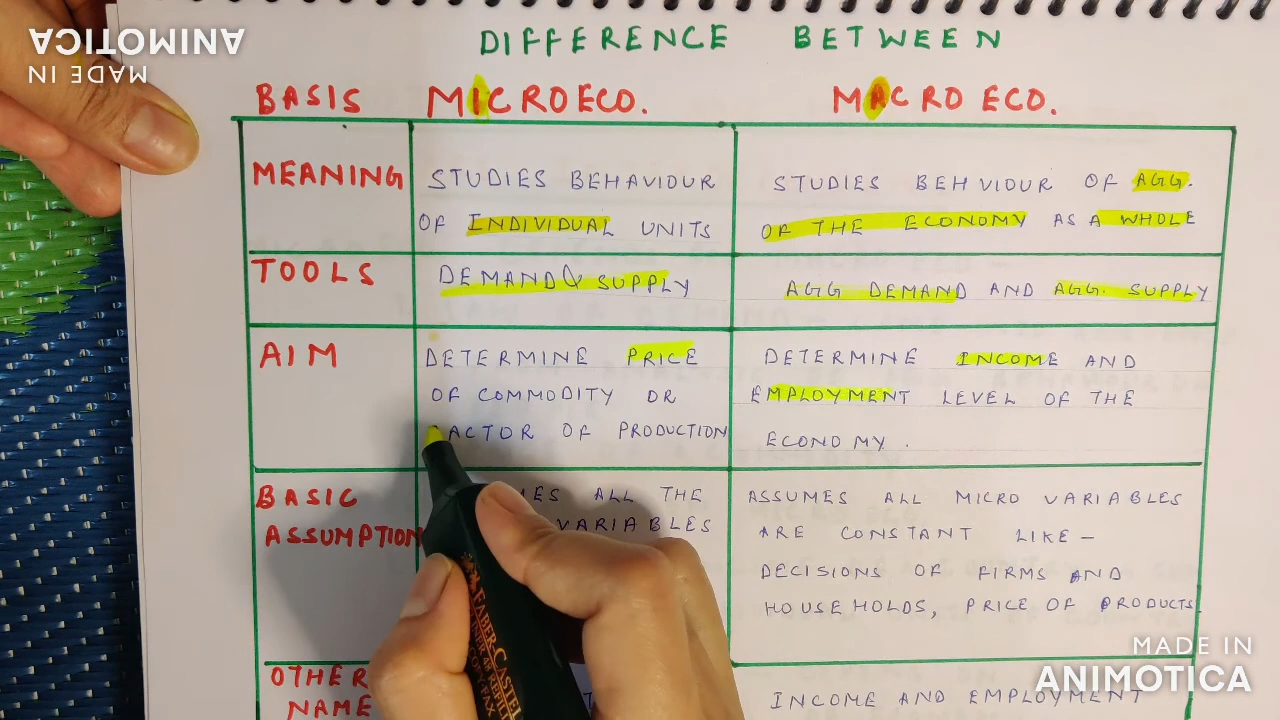 MADE IN
ANIMOTICA
DIFFERENCE BETWEEN
BASIS MICROECO. MACRO ECO.
MEANING
STUDIES BEHAVIOUR
OF INDIVIDUAL UNITS
STUDIES BEHVIOUR OF AGG.
OF THE ECONOMY AS A WHOLE
TOOLS
DEMAND & SUPPLY
AGG DEMAND AND AGG. SUPPLY
AIM
DETERMINE PRICE
OF COMMODITY OR
FACTOR OF PRODUCTION
DETERMINE INCOME AND
EMPLOYMENT LEVEL OF THE
ECONOMY.
BASIC
ASSUMPTION
ALL THE
VARIABLES
ASSUMES ALL MICRO VARIABLES
ARE CONSTANT LIKE -
DECISIONS OF FIRMS AND
HOUSEHOLDS, PRICE OF PRODUCTS
OTHER
NAME
INCOME AND EMPLOYMENT
FABER-CASTELL
MADE IN
ANIMOTICA